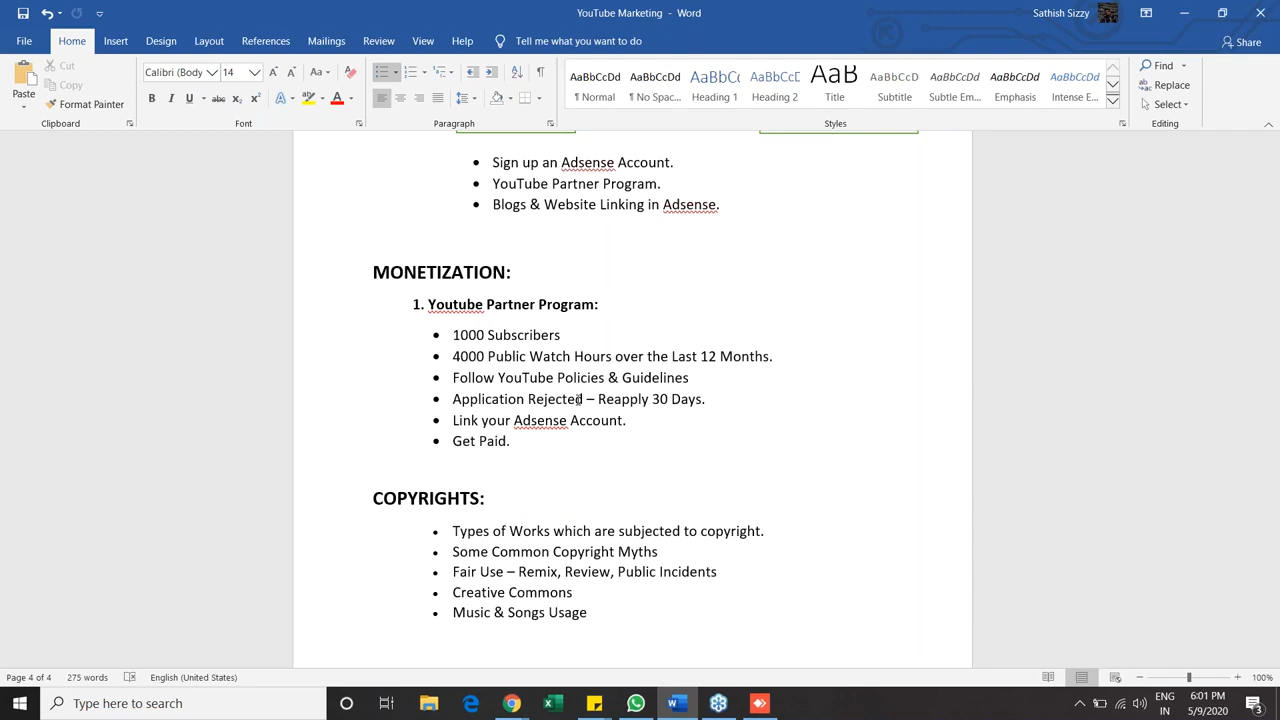 YouTube Marketing - Word
Sathish Sizzy
File Home Insert Design Layout References Mailings Review View Help Tell me what you want to do
Share
Paste
Cut
Copy
Format Painter
Clipboard
Calibri (Body 14
Font
Paragraph
AaBbCcDd AaBbCcDd AaBbCc AaBbCcD AaB AaBbCcD AaBbCcDd AaBbCcDd AaBbCcDd
¶ Normal ¶ No Spac... Heading 1 Heading 2 Title Subtitle Subtle Em... Emphasis Intense E...
Styles
Find
Replace
Select
Editing
• Sign up an Adsense Account.
• YouTube Partner Program.
• Blogs & Website Linking in Adsense.
MONETIZATION:
1. Youtube Partner Program:
• 1000 Subscribers
• 4000 Public Watch Hours over the Last 12 Months.
• Follow YouTube Policies & Guidelines
• Application Rejected – Reapply 30 Days.
• Link your Adsense Account.
• Get Paid.
COPYRIGHTS:
• Types of Works which are subjected to copyright.
• Some Common Copyright Myths
• Fair Use – Remix, Review, Public Incidents
• Creative Commons
• Music & Songs Usage
Page 4 of 4 275 words English (United States)
100%
Type here to search
ENG
IN
6:01 PM
5/9/2020
3